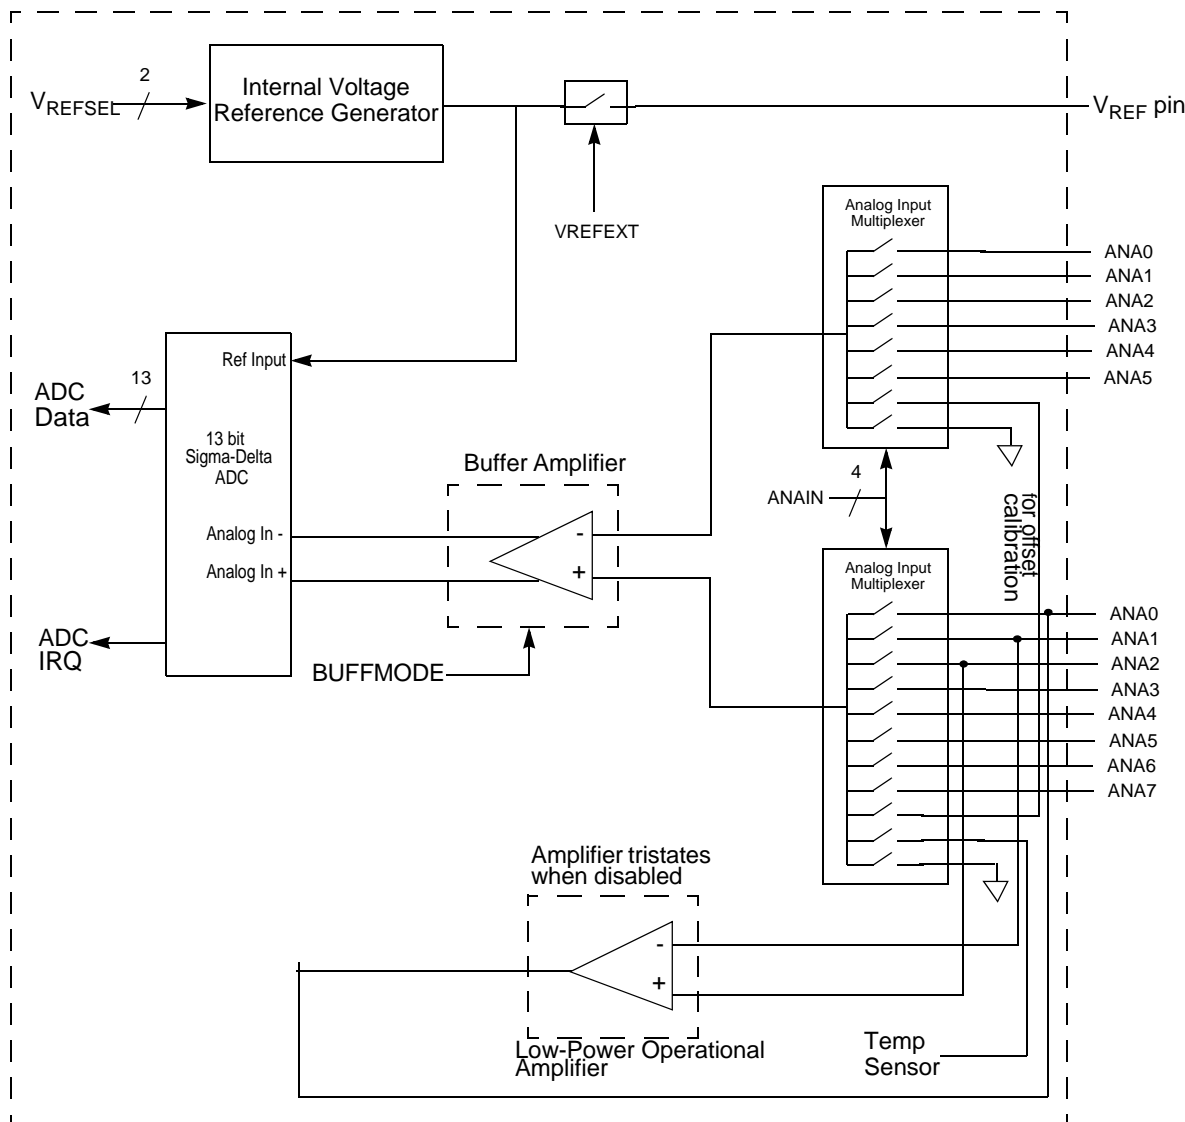 2
VREFSEL
Internal Voltage
Reference Generator
VREF pin
VREFEXT
Analog Input
Multiplexer
ANA0
ANA1
ANA2
ANA3
ANA4
ANA5
Ref Input
13
ADC
Data
13 bit
Sigma-Delta
ADC
Analog In -
Analog In +
ADC
IRQ
Buffer Amplifier
-
+
BUFFMODE
4
ANAIN
for offset
calibration
Analog Input
Multiplexer
ANA0
ANA1
ANA2
ANA3
ANA4
ANA5
ANA6
ANA7
Amplifier tristates
when disabled
-
+
Low-Power Operational
Amplifier
Temp
Sensor